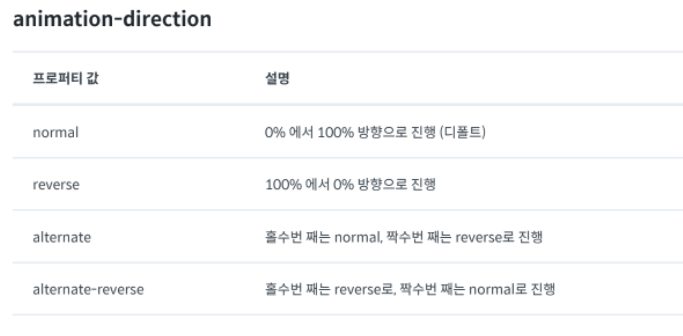 animation-direction
프로퍼티 값 설명
normal 0% 에서 100% 방향으로 진행 (디폴트)
reverse 100% 에서 0% 방향으로 진행
alternate 홀수번 째는 normal, 짝수번 째는 reverse로 진행
alternate-reverse 홀수번 째는 reverse로, 짝수번 째는 normal로 진행